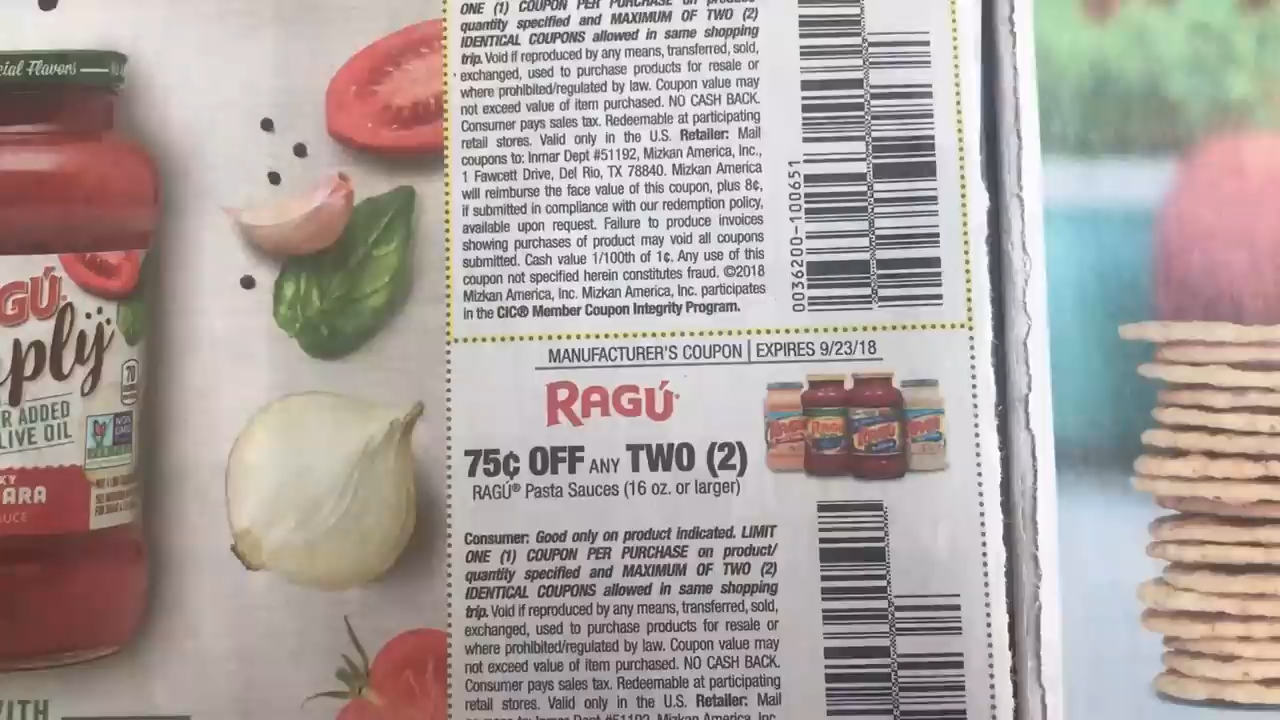 ONE (1) COUPON PER PURCHASE on product/
quantity specified and MAXIMUM OF TWO (2)
IDENTICAL COUPONS allowed in same shopping
trip. Void if reproduced by any means, transferred, sold,
exchanged, used to purchase products for resale or
where prohibited/regulated by law. Coupon value may
not exceed value of item purchased. NO CASH BACK.
Consumer pays sales tax. Redeemable at participating
retail stores. Valid only in the U.S. Retailer: Mail
coupons to: Inmar Dept #51192, Mizkan America, Inc.,
1 Fawcett Drive, Del Rio, TX 78840. Mizkan America
will reimburse the face value of this coupon, plus 8¢,
if submitted in compliance with our redemption policy,
available upon request. Failure to produce invoices
showing purchases of product may void all coupons
submitted. Cash value 1/100th of 1¢. Any use of this
coupon not specified herein constitutes fraud. ©2018
Mizkan America, Inc. Mizkan America, Inc. participates
in the CIC® Member Coupon Integrity Program.
0036200-100651
MANUFACTURER'S COUPON | EXPIRES 9/23/18
RAGÚ
75¢ OFF ANY TWO (2)
RAGÚ® Pasta Sauces (16 oz. or larger)
Consumer: Good only on product indicated. LIMIT
ONE (1) COUPON PER PURCHASE on product/
quantity specified and MAXIMUM OF TWO (2)
IDENTICAL COUPONS allowed in same shopping
trip. Void if reproduced by any means, transferred, sold,
exchanged, used to purchase products for resale or
where prohibited/regulated by law. Coupon value may
not exceed value of item purchased. NO CASH BACK.
Consumer pays sales tax. Redeemable at participating
retail stores. Valid only in the U.S. Retailer: Mail
Flavors
GÚ
ply
R ADDED
LIVE OIL
70
NON
GMO
KY
ARA
UCE
ITH